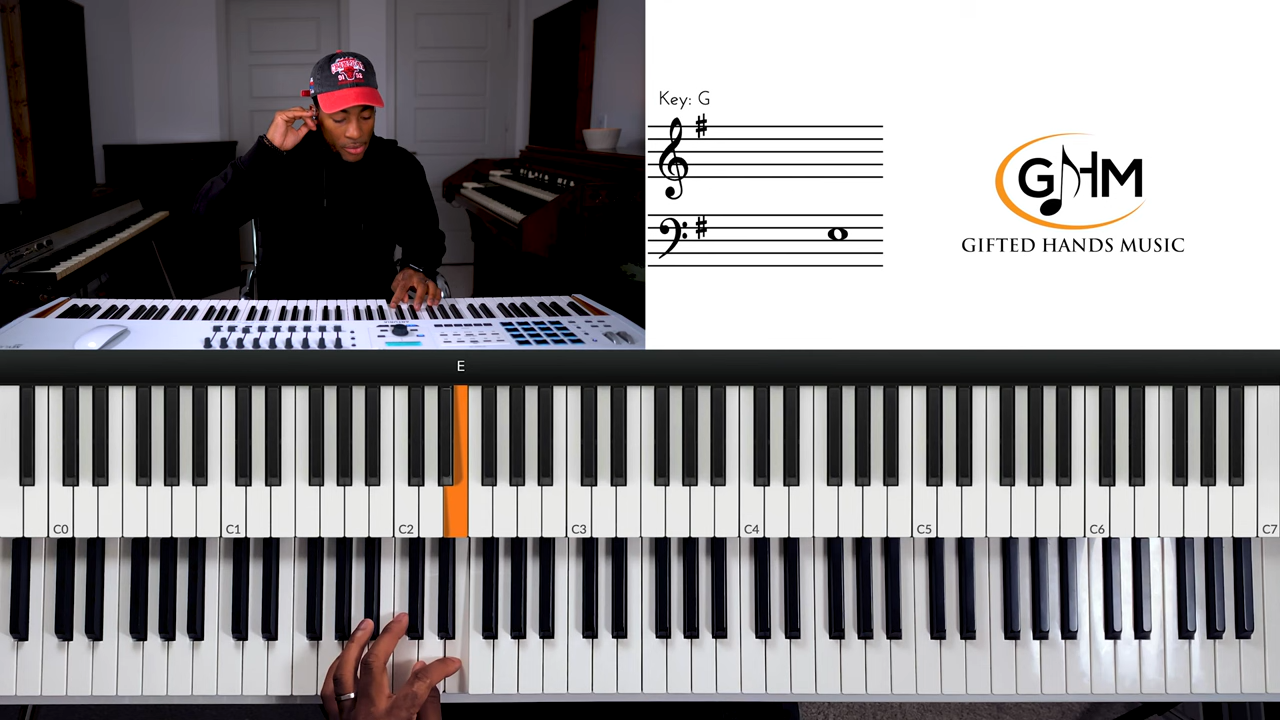 Key: G
GHM
GIFTED HANDS MUSIC
E
C0 C1 C2 C3 C4 C5 C6 C7